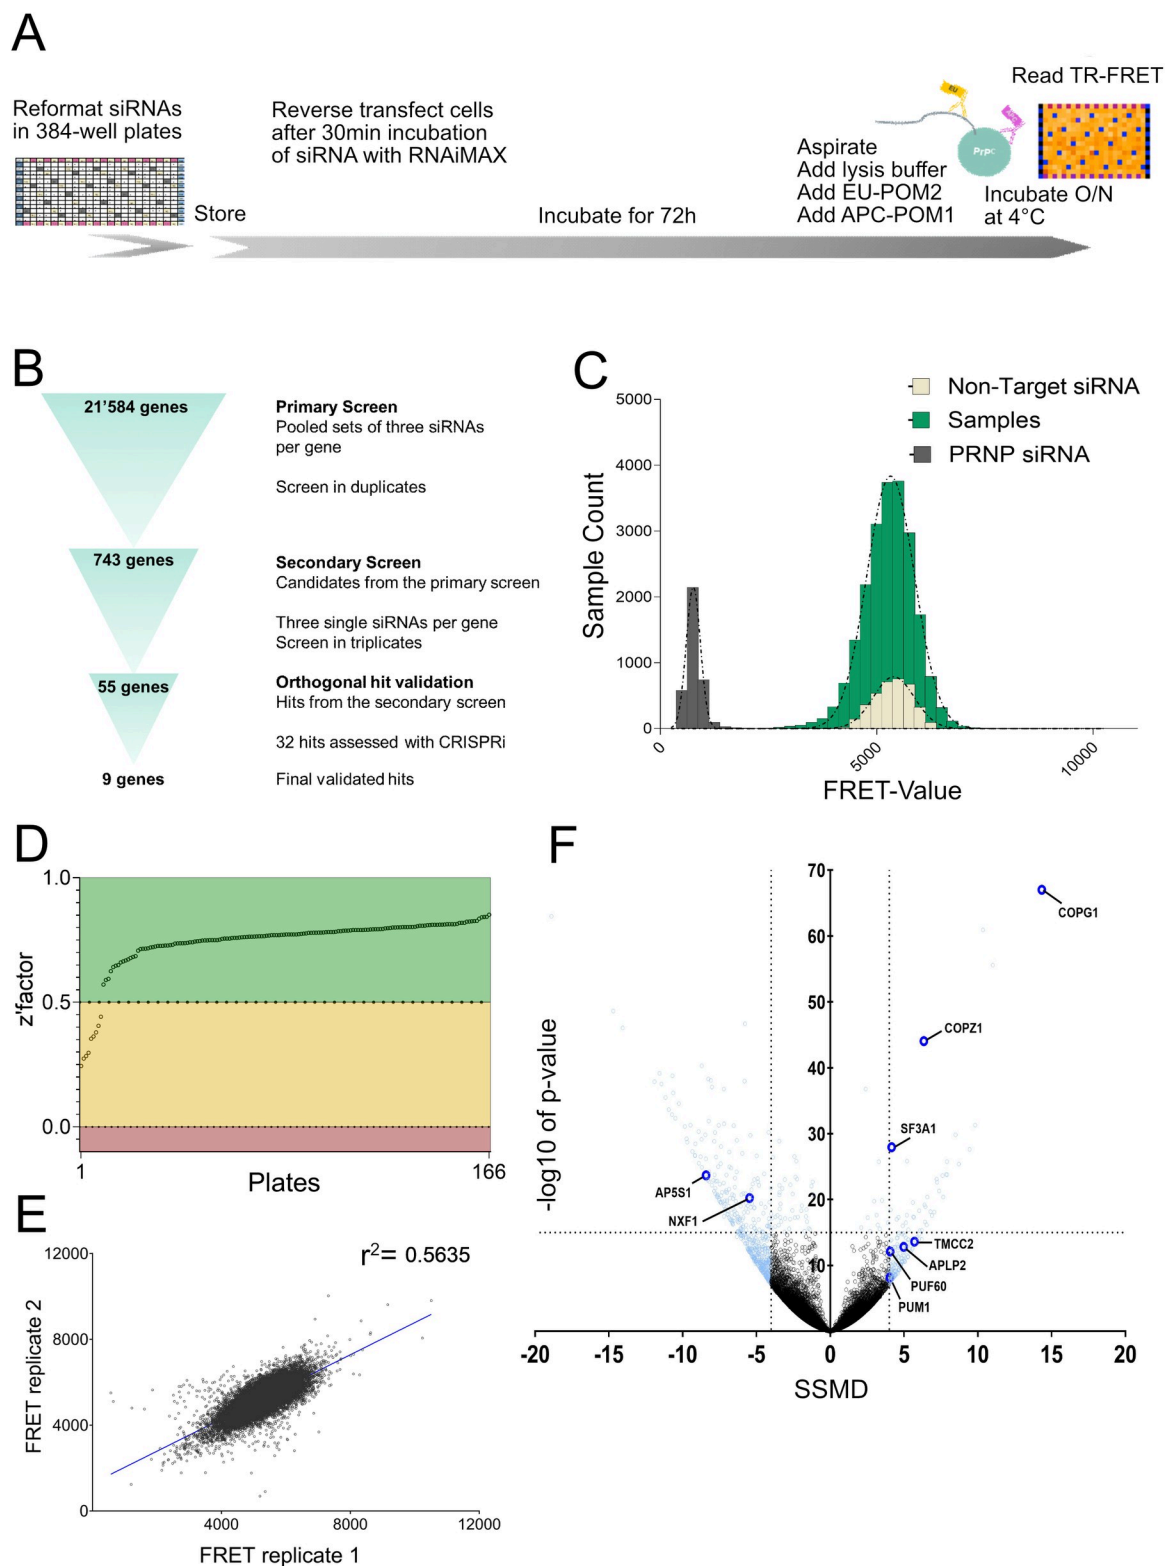 A
Reformat siRNAs
in 384-well plates
Store
Reverse transfect cells
after 30min incubation
of siRNA with RNAiMAX
Incubate for 72h
Aspirate
Add lysis buffer
Add EU-POM2
Add APC-POM1
EU
PrPC
Read TR-FRET
Incubate O/N
at 4°C
B
21'584 genes
Primary Screen
Pooled sets of three siRNAs
per gene
Screen in duplicates
743 genes
Secondary Screen
Candidates from the primary screen
Three single siRNAs per gene
Screen in triplicates
55 genes
Orthogonal hit validation
Hits from the secondary screen
32 hits assessed with CRISPRi
9 genes
Final validated hits
C
Non-Target siRNA
Samples
PRNP siRNA
Sample Count
5000
4000
3000
2000
1000
0
0
5000
10000
FRET-Value
D
z'factor
1.0
0.5
0.0
1
166
Plates
E
r2= 0.5635
FRET replicate 2
12000
8000
4000
0
4000
8000
12000
FRET replicate 1
F
-log10 of p-value
70
60
50
40
30
20
10
COPG1
COPZ1
SF3A1
AP5S1
NXF1
TMCC2
APLP2
PUF60
PUM1
-20
-15
-10
-5
0
5
10
15
20
SSMD